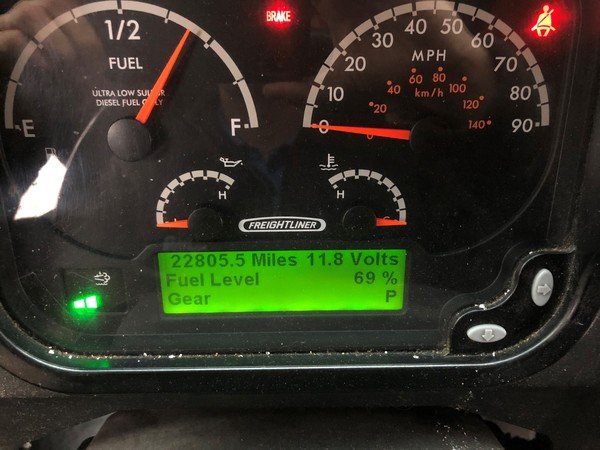 BRAKE
1/2
FUEL
ULTRA LOW SULFUR
DIESEL FUEL ONLY
E
F
0
10
20
30
40
50
60
70
80
90
MPH
0
20
40
60
80
100
120
140
km/h
H
H
FREIGHTLINER
22805.5 Miles 11.8 Volts
Fuel Level 69 %
Gear P